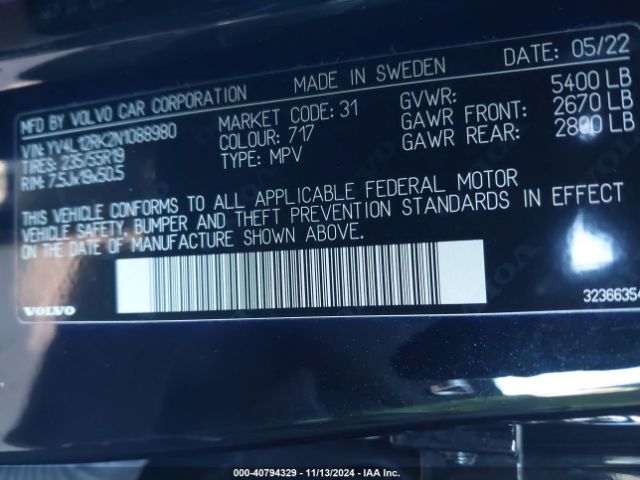 MFD BY VOLVO CAR CORPORATION MADE IN SWEDEN DATE: 05/22
VIN: YV4L12RK2N1088980 MARKET CODE: 31 GVWR: 5400 LB
TIRES: 235/55R19 COLOUR: 717 GAWR FRONT: 2670 LB
RIM: 7.5Jx19x50.5 TYPE: MPV GAWR REAR: 2890 LB
THIS VEHICLE CONFORMS TO ALL APPLICABLE FEDERAL MOTOR
VEHICLE SAFETY, BUMPER AND THEFT PREVENTION STANDARDS IN EFFECT
ON THE DATE OF MANUFACTURE SHOWN ABOVE.
VOLVO
32366354
000-40794329 - 11/13/2024 - IAA Inc.